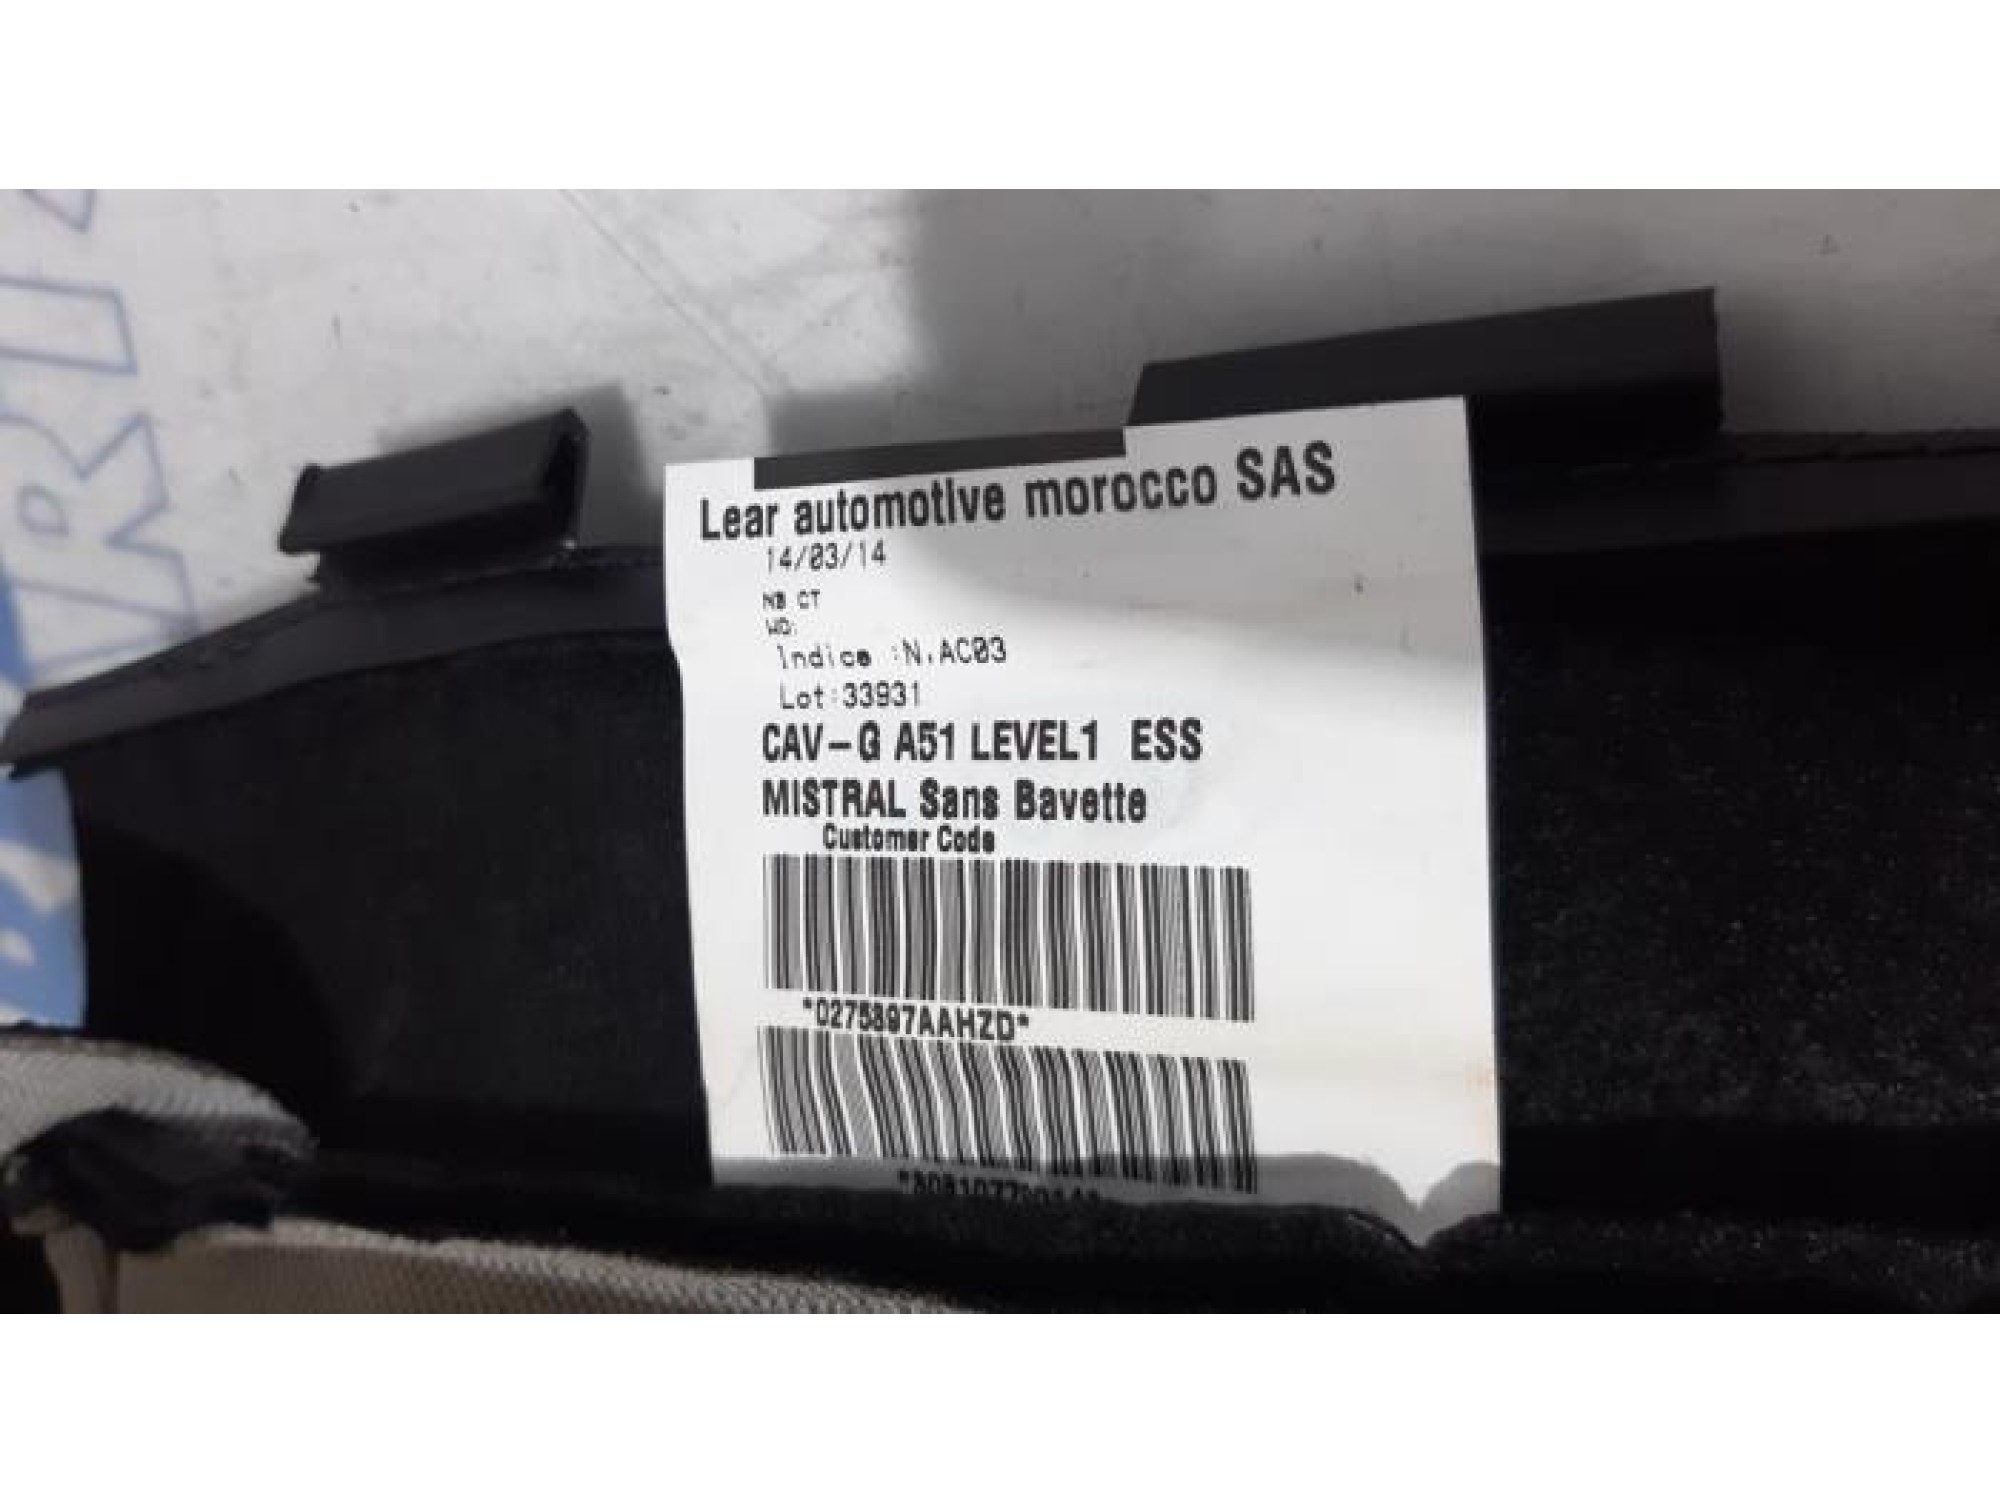 Lear automotive morocco SAS
14/03/14
NB CT
WO:
Indice :N.AC03
Lot:33931
CAV-G A51 LEVEL1 ESS
MISTRAL Sans Bavette
Customer Code
*0275897AAHZD*